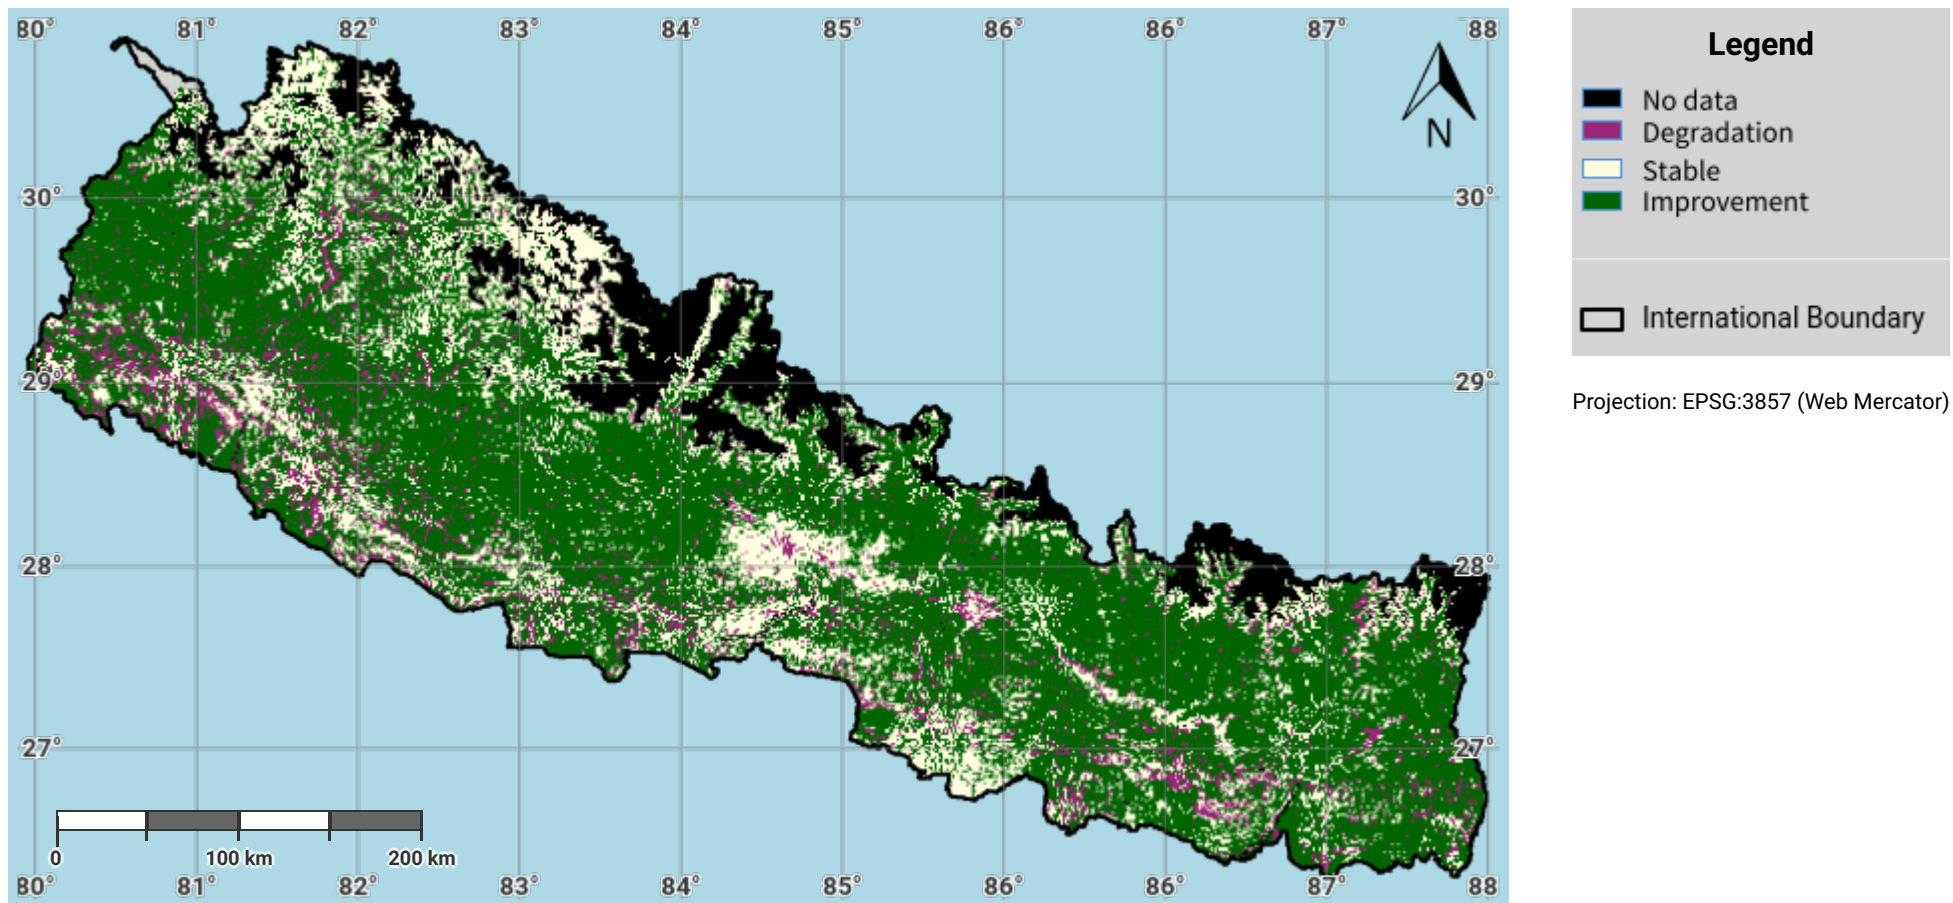 80° 81° 82° 83° 84° 85° 86° 86° 87° 88
Legend
No data
Degradation
Stable
Improvement
International Boundary
Projection: EPSG:3857 (Web Mercator)
N
30° 30°
29° 29°
28° 28°
27° 27°
0 100 km 200 km
80° 81° 82° 83° 84° 85° 86° 86° 87° 88